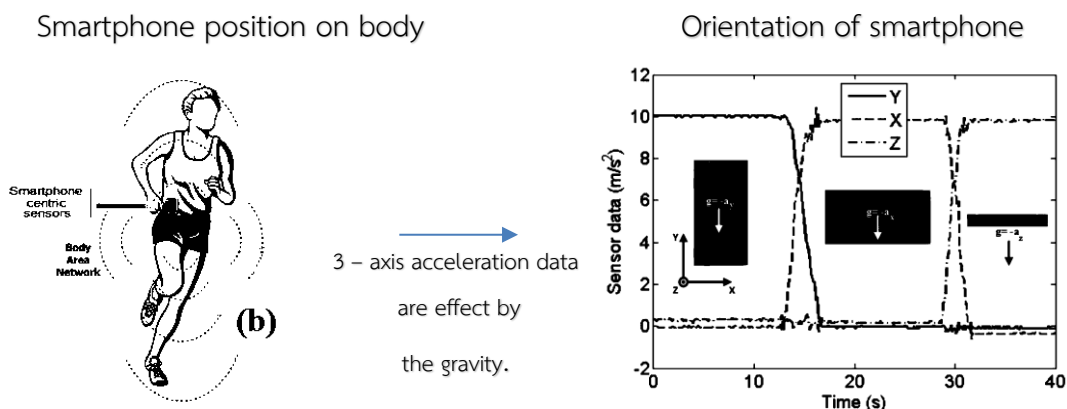 Smartphone position on body
Orientation of smartphone
Smartphone
centric
sensors
Body
Area
Network
(b)
3 – axis acceleration data
are effect by
the gravity.
12
10
8
6
4
2
0
-2
Sensor data (m/s²)
Y
X
Z
g=-a
Y
Z
X
g=-a
g=-a z
0
10
20
30
40
Time (s)